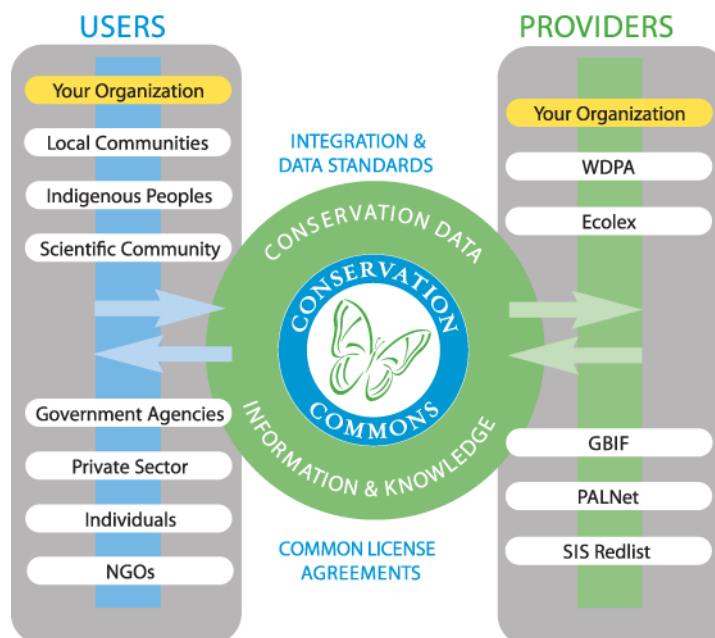 USERS
Your Organization
Local Communities
Indigenous Peoples
Scientific Community
Government Agencies
Private Sector
Individuals
NGOs
INTEGRATION &
DATA STANDARDS
CONSERVATION DATA
CONSERVATION
COMMONS
INFORMATION & KNOWLEDGE
COMMON LICENSE
AGREEMENTS
PROVIDERS
Your Organization
WDPA
Ecolex
GBIF
PALNet
SIS Redlist